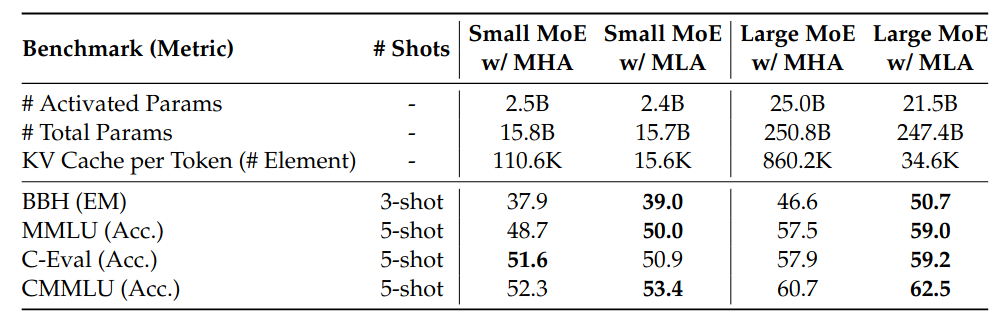 Benchmark (Metric) # Shots Small MoE w/ MHA Small MoE w/ MLA Large MoE w/ MHA Large MoE w/ MLA
# Activated Params - 2.5B 2.4B 25.0B 21.5B
# Total Params - 15.8B 15.7B 250.8B 247.4B
KV Cache per Token (# Element) - 110.6K 15.6K 860.2K 34.6K
BBH (EM) 3-shot 37.9 39.0 46.6 50.7
MMLU (Acc.) 5-shot 48.7 50.0 57.5 59.0
C-Eval (Acc.) 5-shot 51.6 50.9 57.9 59.2
CMMLU (Acc.) 5-shot 52.3 53.4 60.7 62.5